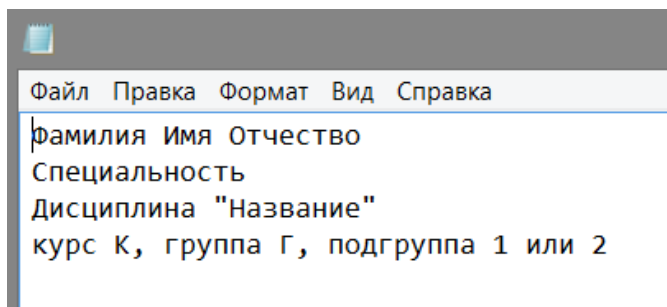 Файл Правка Формат Вид Справка
Фамилия Имя Отчество
Специальность
Дисциплина "Название"
курс К, группа Г, подгруппа 1 или 2